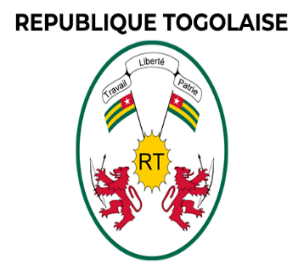 REPUBLIQUE TOGOLAISE
Travail
Liberté
Patrie
RT